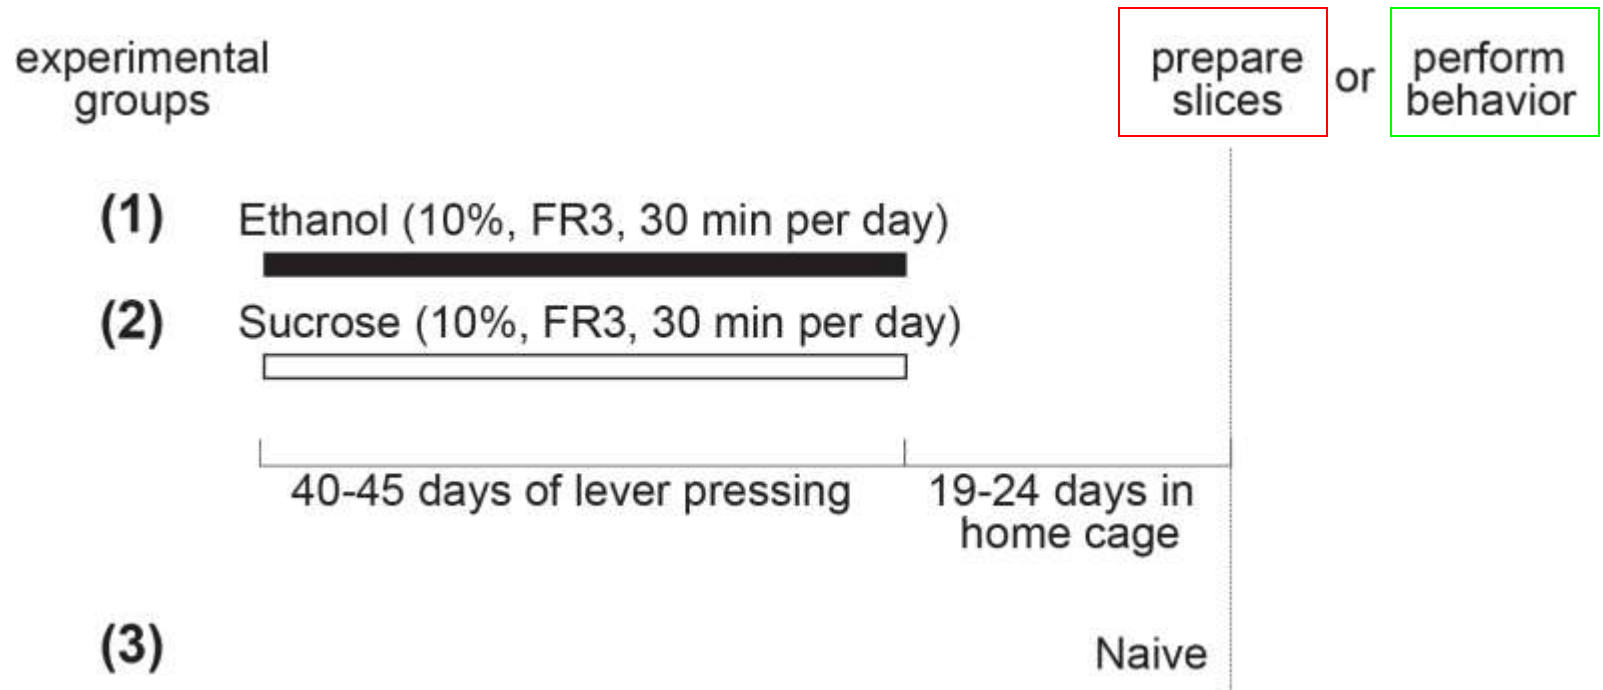 experimental
groups
prepare
slices
or
perform
behavior
(1) Ethanol (10%, FR3, 30 min per day)
(2) Sucrose (10%, FR3, 30 min per day)
40-45 days of lever pressing
19-24 days in
home cage
(3) Naive